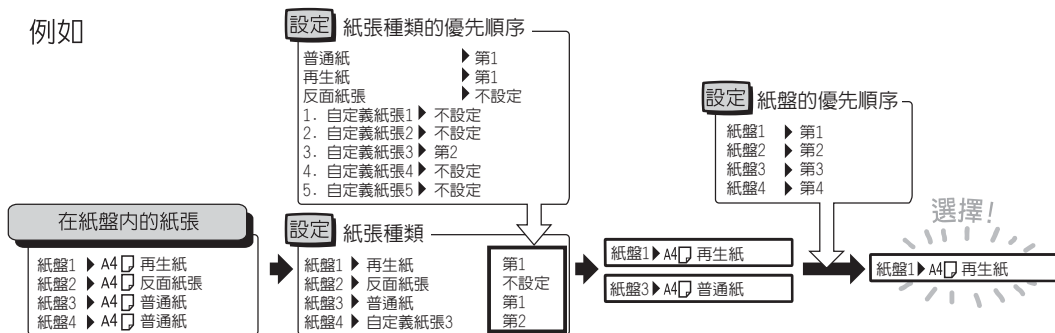 例如
設定 紙張種類的優先順序
普通紙 ▶ 第1
再生紙 ▶ 第1
反面紙張 ▶ 不設定
1. 自定義紙張1 ▶ 不設定
2. 自定義紙張2 ▶ 不設定
3. 自定義紙張3 ▶ 第2
4. 自定義紙張4 ▶ 不設定
5. 自定義紙張5 ▶ 不設定
設定 紙盤的優先順序
紙盤1 ▶ 第1
紙盤2 ▶ 第2
紙盤3 ▶ 第3
紙盤4 ▶ 第4
在紙盤內的紙張
紙盤1 ▶ A4 再生紙
紙盤2 ▶ A4 反面紙張
紙盤3 ▶ A4 普通紙
紙盤4 ▶ A4 普通紙
設定 紙張種類
紙盤1 ▶ 再生紙 第1
紙盤2 ▶ 反面紙張 不設定
紙盤3 ▶ 普通紙 第1
紙盤4 ▶ 自定義紙張3 第2
紙盤1 ▶ A4 再生紙
紙盤3 ▶ A4 普通紙
選擇!
紙盤1 ▶ A4 再生紙